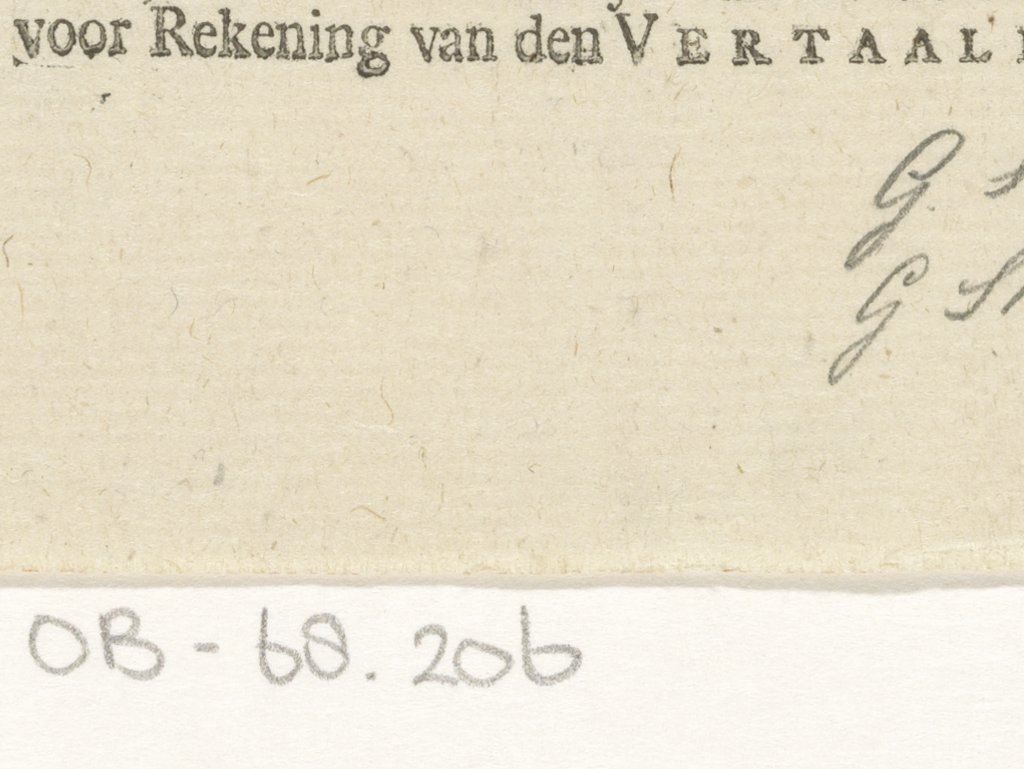 voor Rekening van den VERTAAL
G.
G
OB-68.206